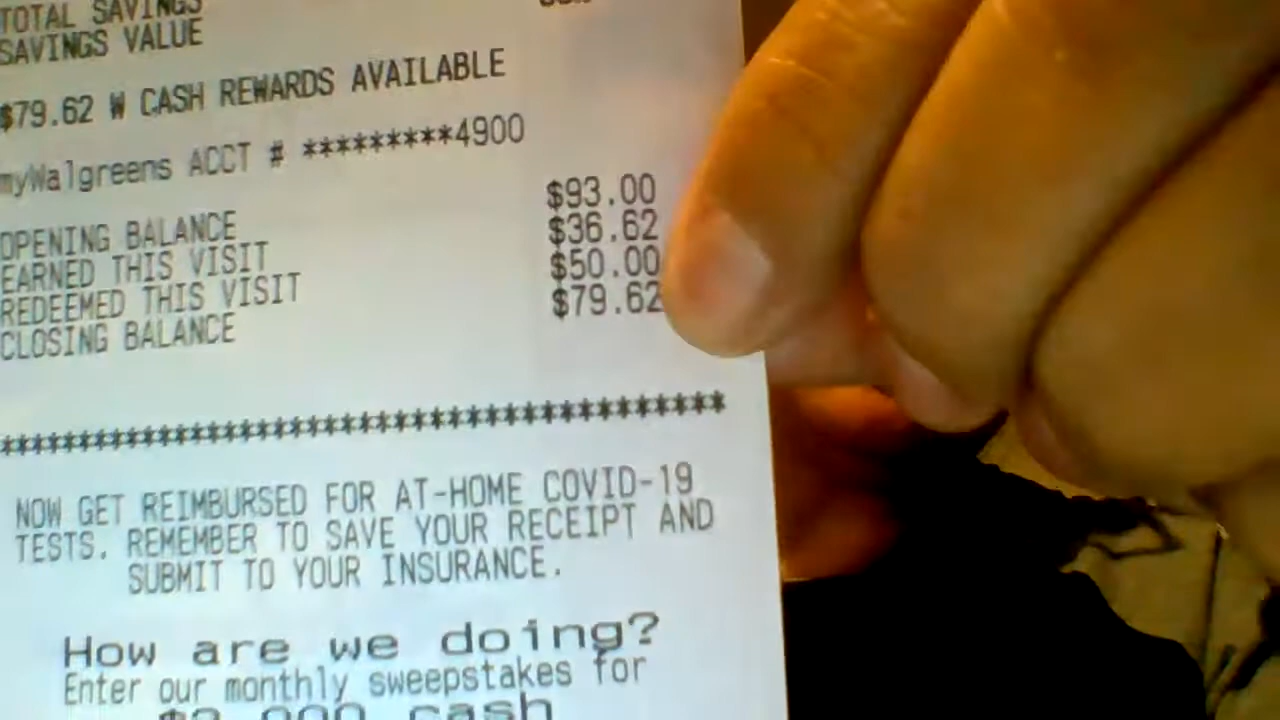 TOTAL SAVINGS
SAVINGS VALUE
$79.62 W CASH REWARDS AVAILABLE
myWalgreens ACCT # *********4900
OPENING BALANCE $93.00
EARNED THIS VISIT $36.62
REDEEMED THIS VISIT $50.00
CLOSING BALANCE $79.62
***********************************************
NOW GET REIMBURSED FOR AT-HOME COVID-19
TESTS. REMEMBER TO SAVE YOUR RECEIPT AND
SUBMIT TO YOUR INSURANCE.
How are we doing?
Enter our monthly sweepstakes for
cash